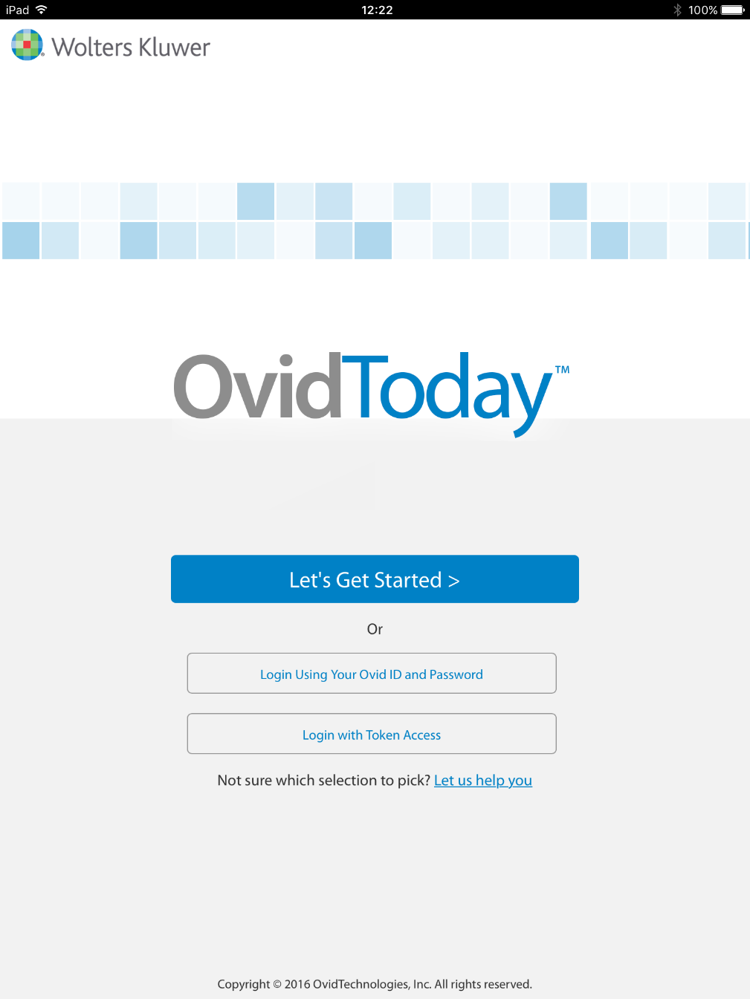 iPad 12:22 100%
Wolters Kluwer
OvidToday™
Let's Get Started >
Or
Login Using Your Ovid ID and Password
Login with Token Access
Not sure which selection to pick? Let us help you
Copyright © 2016 OvidTechnologies, Inc. All rights reserved.